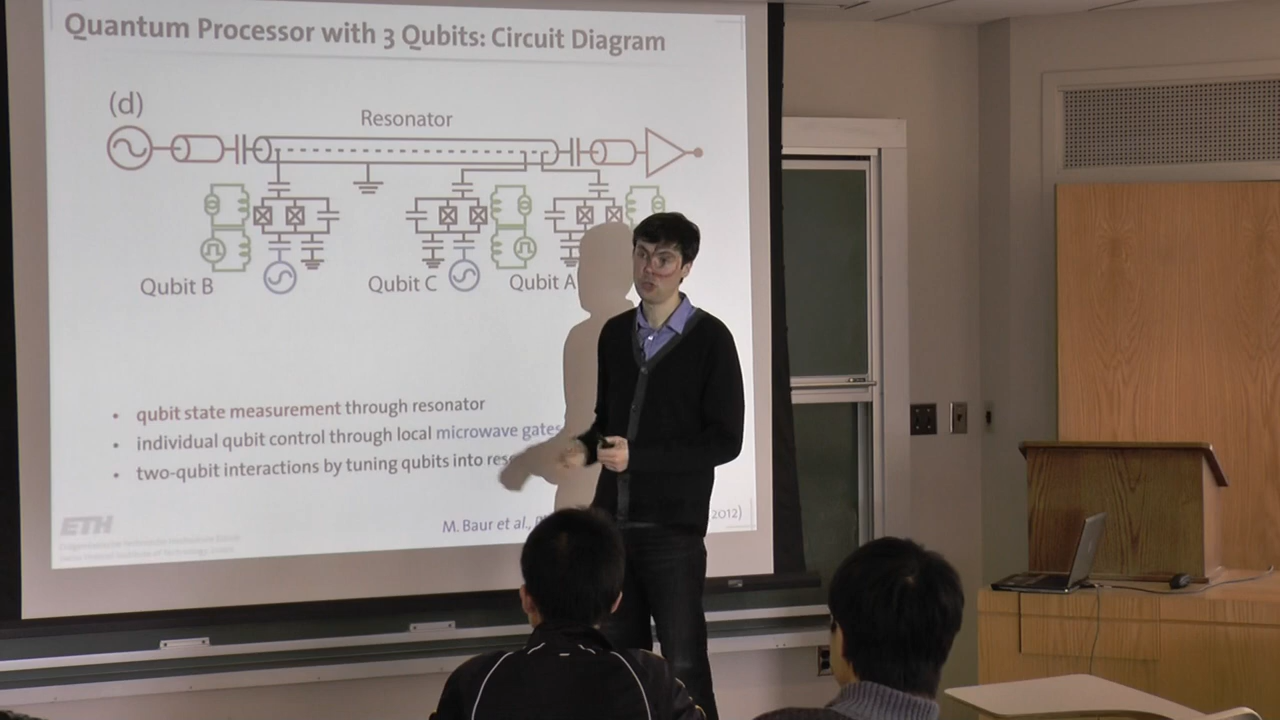 Quantum Processor with 3 Qubits: Circuit Diagram
(d)
Resonator
Qubit B
Qubit C
Qubit A
• qubit state measurement through resonator
• individual qubit control through local microwave gates
• two-qubit interactions by tuning qubits into
M. Baur et al., 2012)
ETH